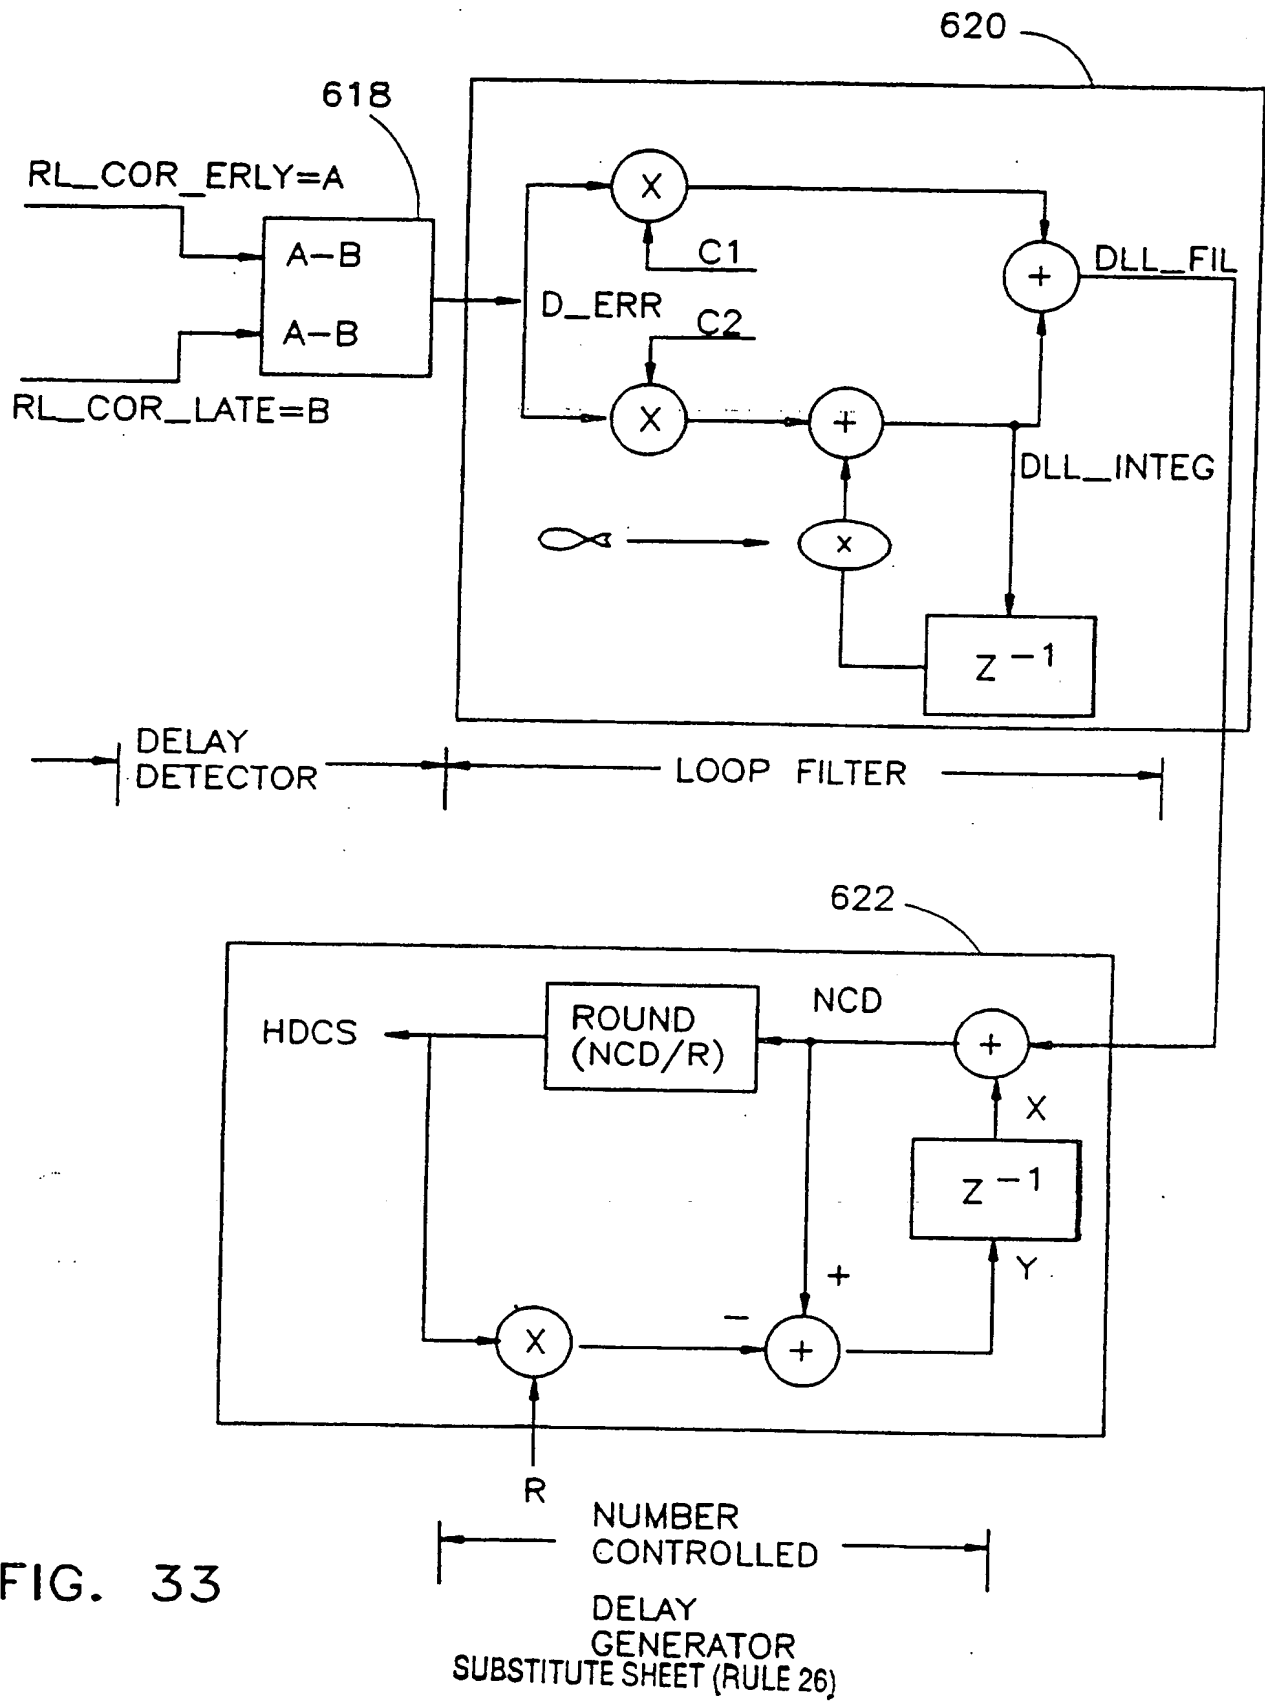 620
618
RL_COR_ERLY=A
X
A-B
C1
DLL_FIL
+
D_ERR
A-B
C2
RL_COR_LATE=B
X
+
DLL_INTEG
∝
x
Z -1
DELAY
DETECTOR
LOOP FILTER
622
NCD
HDCS
ROUND
(NCD/R)
+
X
Z -1
Y
+
-
X
+
R
NUMBER
CONTROLLED
FIG. 33
DELAY
GENERATOR
SUBSTITUTE SHEET (RULE 26)